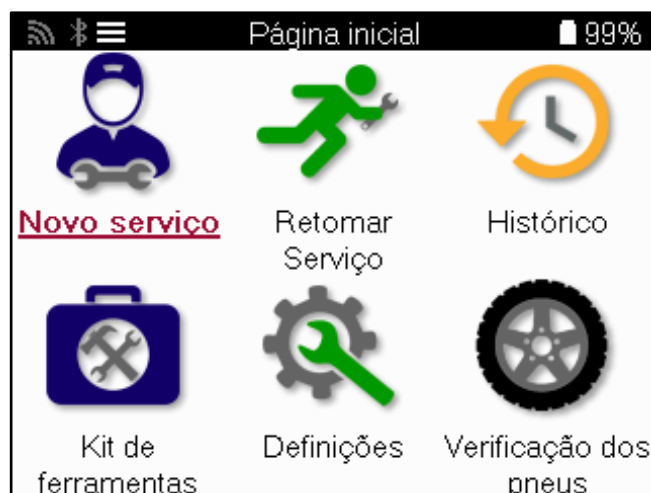 Página inicial 99%
Novo serviço Retomar Histórico
Serviço
Kit de Definições Verificação dos
ferramentas pneus